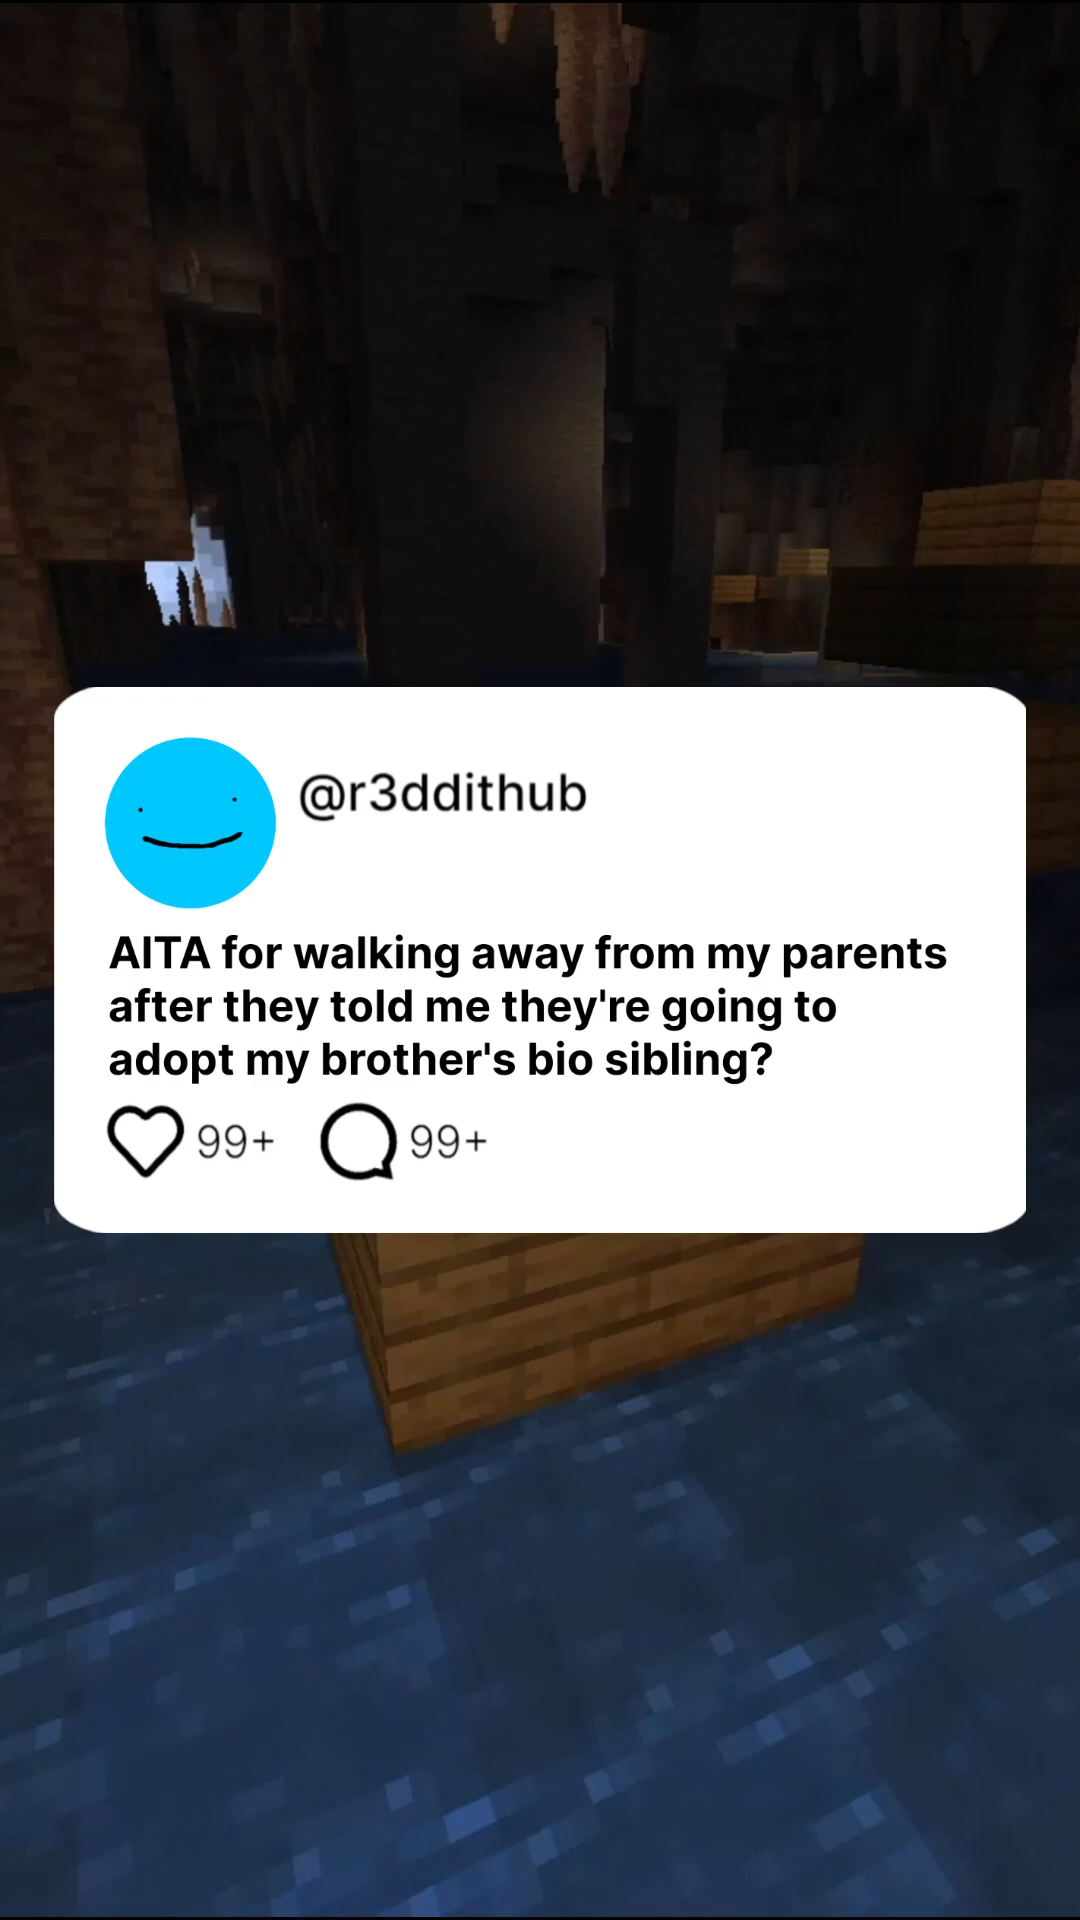 @r3ddithub
AITA for walking away from my parents
after they told me they're going to
adopt my brother's bio sibling?
99+ 99+